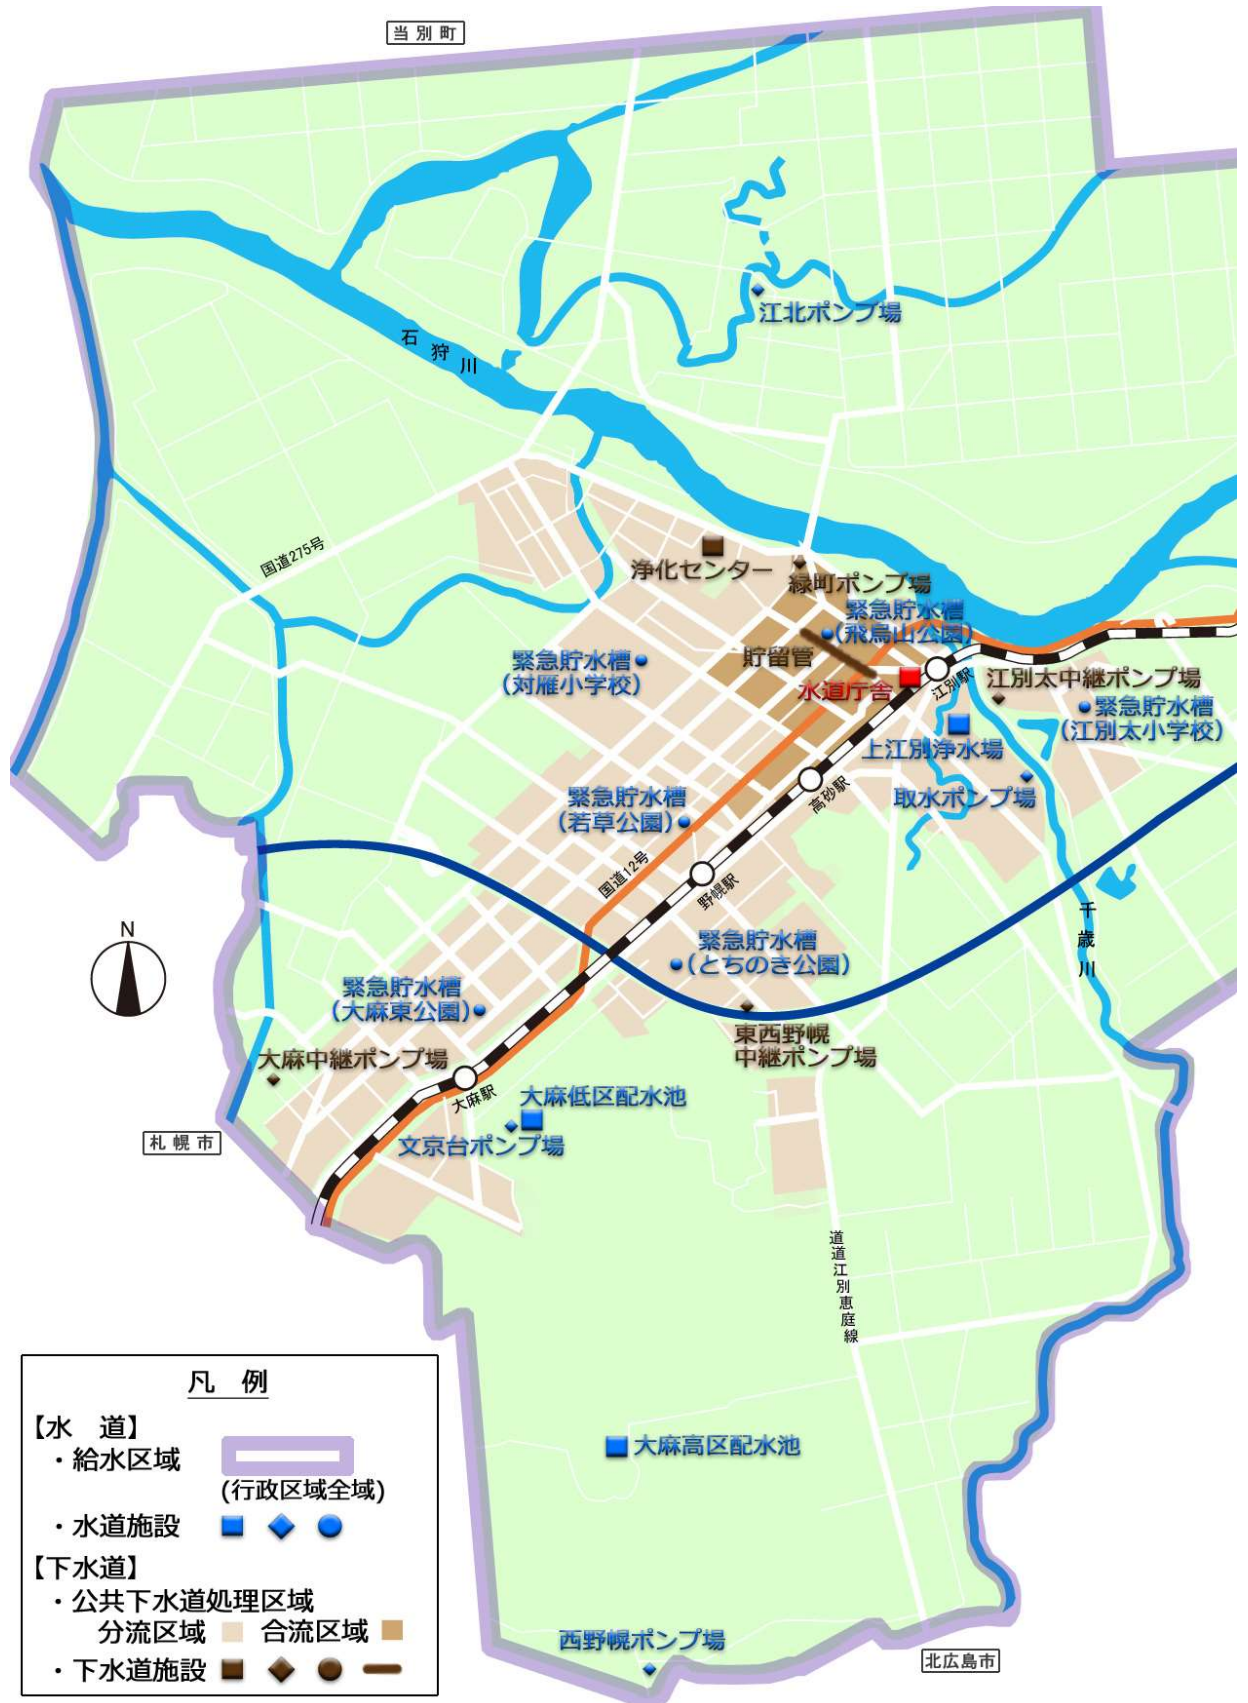 当別町
江北ポンプ場
石狩川
国道275号
浄化センター
緑町ポンプ場
緊急貯水槽
(飛鳥山公園)
貯留管
緊急貯水槽
(対雁小学校)
水道庁舎
江別駅
江別太中継ポンプ場
緊急貯水槽
(江別太小学校)
上江別浄水場
取水ポンプ場
高砂駅
緊急貯水槽
(若草公園)
国道12号
野幌駅
千歳川
N
緊急貯水槽
(とちのき公園)
緊急貯水槽
(大麻東公園)
東西野幌
中継ポンプ場
大麻中継ポンプ場
大麻駅
大麻低区配水池
文京台ポンプ場
札幌市
道道江別恵庭線
大麻高区配水池
西野幌ポンプ場
北広島市
凡 例
【水 道】
・給水区域
(行政区域全域)
・水道施設
【下水道】
・公共下水道処理区域
分流区域 合流区域
・下水道施設